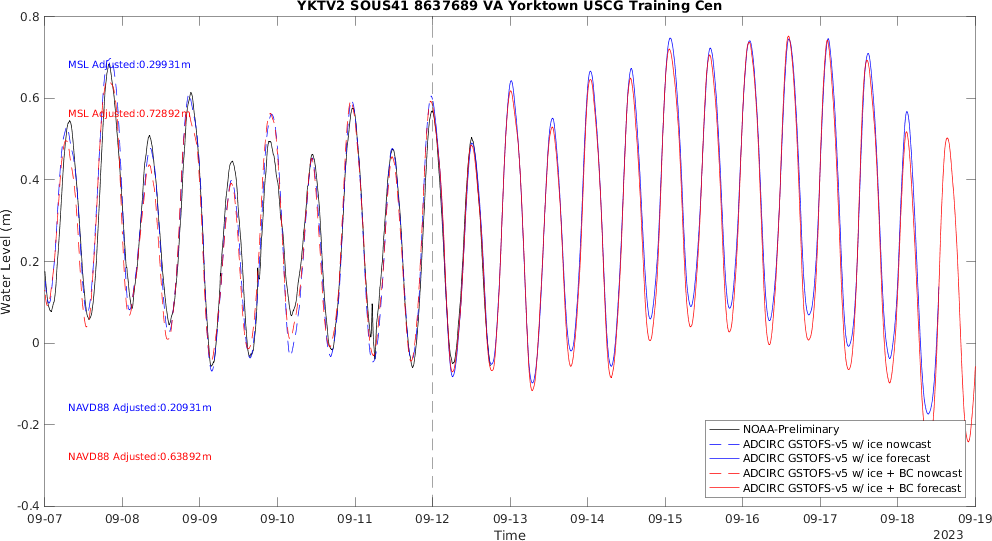 YKTV2 SOUS41 8637689 VA Yorktown USCG Training Cen
0.8
0.6
0.4
0.2
0
-0.2
-0.4
Water Level (m)
MSL Adjusted:0.29931m
MSL Adjusted:0.72892m
NAVD88 Adjusted:0.20931m
NAVD88 Adjusted:0.63892m
NOAA-Preliminary
ADCIRC GSTOFS-v5 w/ ice nowcast
ADCIRC GSTOFS-v5 w/ ice forecast
ADCIRC GSTOFS-v5 w/ ice + BC nowcast
ADCIRC GSTOFS-v5 w/ ice + BC forecast
09-07 09-08 09-09 09-10 09-11 09-12 09-13 09-14 09-15 09-16 09-17 09-18 09-19
Time
2023